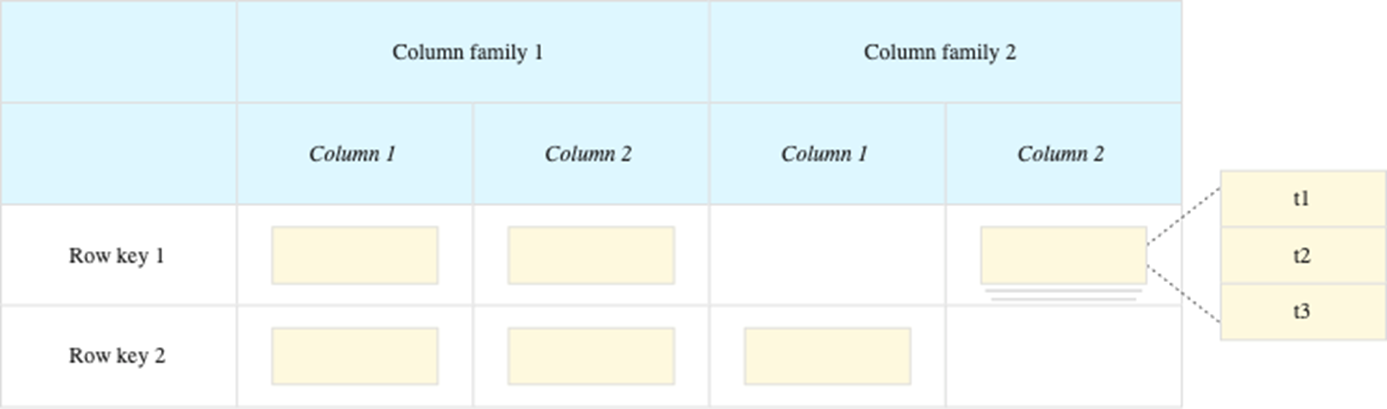 Column family 1
Column family 2
Column 1
Column 2
Column 1
Column 2
Row key 1
t1
t2
t3
Row key 2